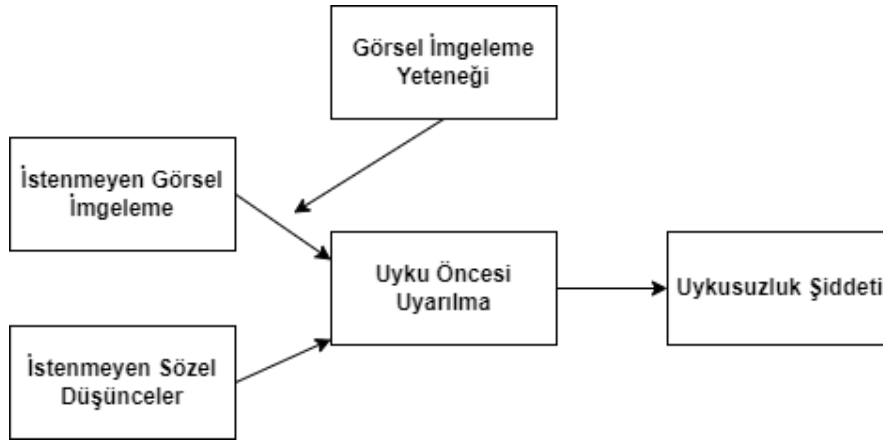 Görsel İmgeleme
Yeteneği
İstenmeyen Görsel
İmgeleme
Uyku Öncesi
Uyarılma
Uykusuzluk Şiddeti
İstenmeyen Sözel
Düşünceler